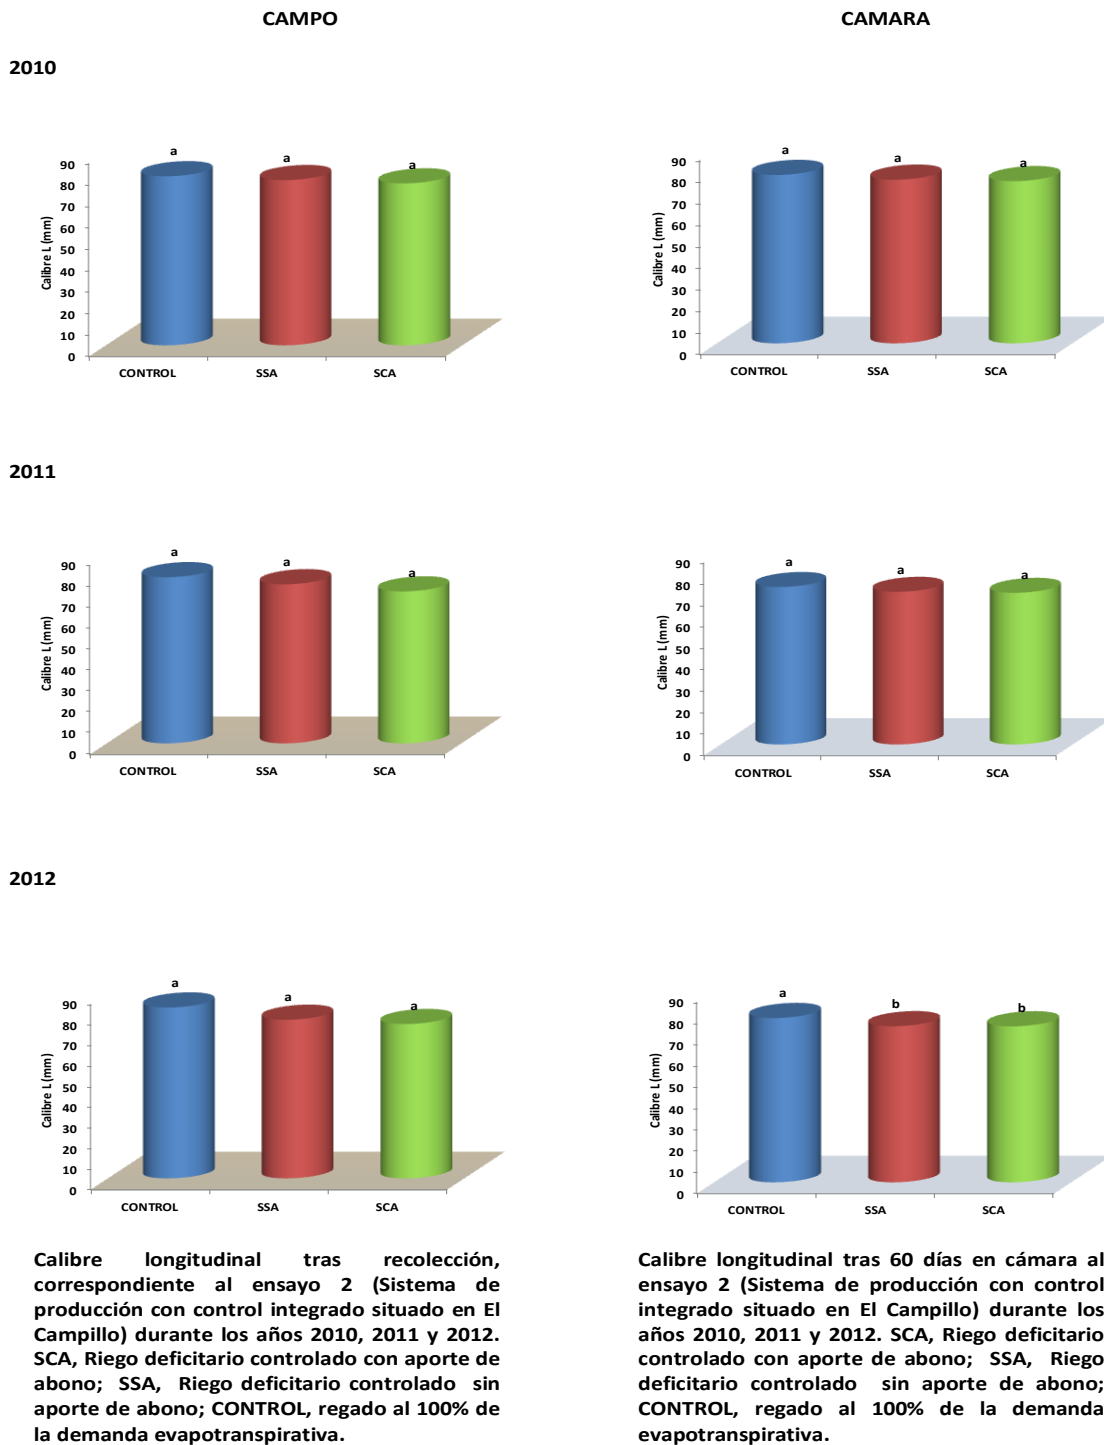 CAMPO
CAMARA
2010
a
a
a
90
80
70
60
50
40
30
20
10
0
Calibre L (mm)
CONTROL
SSA
SCA
a
a
a
90
80
70
60
50
40
30
20
10
0
Calibre L (mm)
CONTROL
SSA
SCA
2011
a
a
a
90
80
70
60
50
40
30
20
10
0
Calibre L (mm)
CONTROL
SSA
SCA
a
a
a
90
80
70
60
50
40
30
20
10
0
Calibre L (mm)
CONTROL
SSA
SCA
2012
a
a
a
90
80
70
60
50
40
30
20
10
0
Calibre L (mm)
CONTROL
SSA
SCA
a
b
b
90
80
70
60
50
40
30
20
10
0
Calibre L (mm)
CONTROL
SSA
SCA
Calibre longitudinal tras recolección,
correspondiente al ensayo 2 (Sistema de
producción con control integrado situado en El
Campillo) durante los años 2010, 2011 y 2012.
SCA, Riego deficitario controlado con aporte de
abono; SSA, Riego deficitario controlado sin
aporte de abono; CONTROL, regado al 100% de
la demanda evapotranspirativa.
Calibre longitudinal tras 60 días en cámara al
ensayo 2 (Sistema de producción con control
integrado situado en El Campillo) durante los
años 2010, 2011 y 2012. SCA, Riego deficitario
controlado con aporte de abono; SSA, Riego
deficitario controlado sin aporte de abono;
CONTROL, regado al 100% de la demanda
evapotranspirativa.